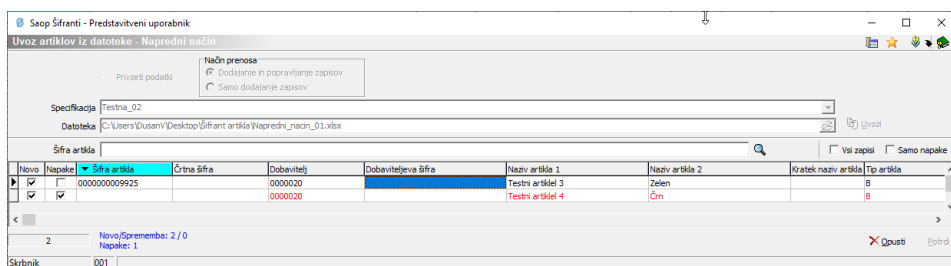 Saop Šifranti - Predstavitveni uporabnik
Uvoz artiklov iz datoteke - Napredni način
Privzeti podatki
Način prenosa
Dodajanje in popravljanje zapisov
Samo dodajanje zapisov
Specifikacija Testna_02
Datoteka C:\Users\DusanV\Desktop\Šifrant artikla\Napredni_nacin_01.xlsx Uvozi
Šifra artikla Vsi zapisi Samo napake
Novo Napake Šifra artikla Črtna šifra Dobavitelj Dobaviteljeva šifra Naziv artikla 1 Naziv artikla 2 Kratek naziv artikla Tip artikla
0000000009925 0000020 Testni artiklel 3 Zelen B
0000020 Testni artiklel 4 Črn B
2 Novo/Sprememba: 2 / 0
Napake: 1
Opusti Potrdi
Skrbnik 001